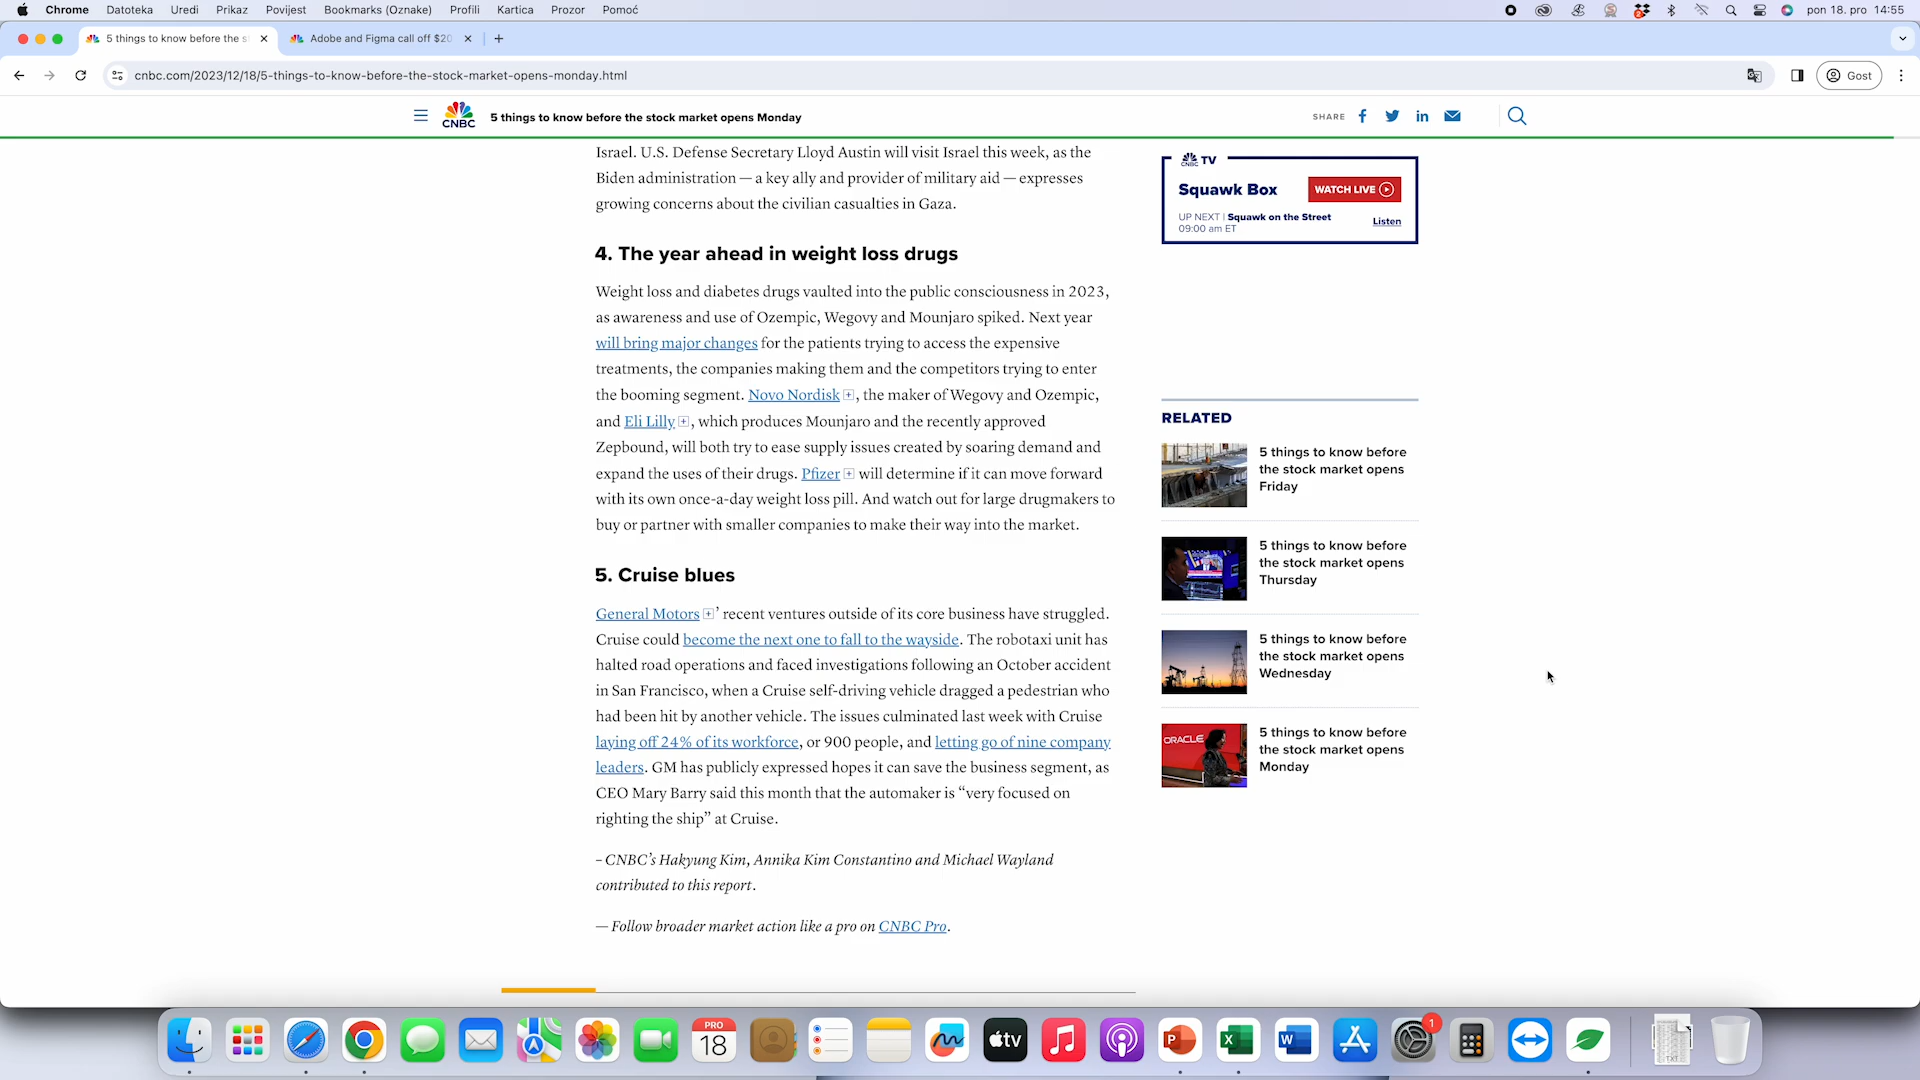 Chrome Datoteka Uredi Prikaz Povijest Bookmarks (Oznake) Profili Kartica Prozor Pomoć
pon 18. pro 14:55
5 things to know before the s
Adobe and Figma call off $20
cnbc.com/2023/12/18/5-things-to-know-before-the-stock-market-opens-monday.html
Gost
CNBC
5 things to know before the stock market opens Monday
SHARE
Israel. U.S. Defense Secretary Lloyd Austin will visit Israel this week, as the
Biden administration — a key ally and provider of military aid — expresses
growing concerns about the civilian casualties in Gaza.
4. The year ahead in weight loss drugs
Weight loss and diabetes drugs vaulted into the public consciousness in 2023,
as awareness and use of Ozempic, Wegovy and Mounjaro spiked. Next year
will bring major changes for the patients trying to access the expensive
treatments, the companies making them and the competitors trying to enter
the booming segment. Novo Nordisk, the maker of Wegovy and Ozempic,
and Eli Lilly, which produces Mounjaro and the recently approved
Zepbound, will both try to ease supply issues created by soaring demand and
expand the uses of their drugs. Pfizer will determine if it can move forward
with its own once-a-day weight loss pill. And watch out for large drugmakers to
buy or partner with smaller companies to make their way into the market.
5. Cruise blues
General Motors’ recent ventures outside of its core business have struggled.
Cruise could become the next one to fall to the wayside. The robotaxi unit has
halted road operations and faced investigations following an October accident
in San Francisco, when a Cruise self-driving vehicle dragged a pedestrian who
had been hit by another vehicle. The issues culminated last week with Cruise
laying off 24% of its workforce, or 900 people, and letting go of nine company
leaders. GM has publicly expressed hopes it can save the business segment, as
CEO Mary Barry said this month that the automaker is “very focused on
righting the ship” at Cruise.
– CNBC’s Hakyung Kim, Annika Kim Constantino and Michael Wayland
contributed to this report.
— Follow broader market action like a pro on CNBC Pro.
CNBC TV
Squawk Box
WATCH LIVE
UP NEXT | Squawk on the Street
09:00 am ET
Listen
RELATED
5 things to know before
the stock market opens
Friday
5 things to know before
the stock market opens
Thursday
5 things to know before
the stock market opens
Wednesday
ORACLE
5 things to know before
the stock market opens
Monday
PRO
18
tv
P
X
W
1
TXT